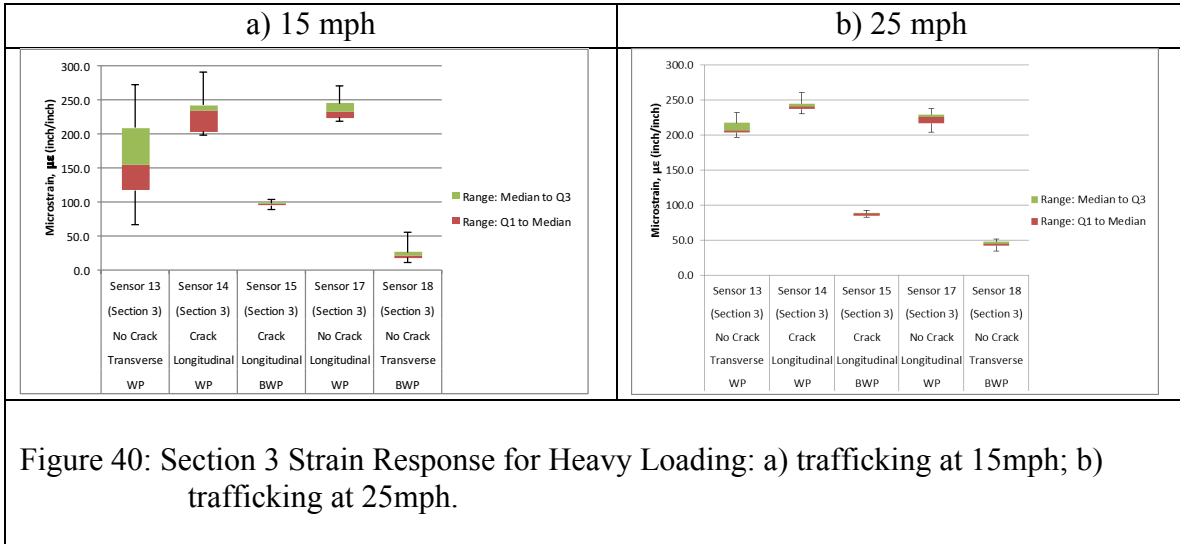 a) 15 mph
b) 25 mph
Microstrain, με (inch/inch)
300.0
250.0
200.0
150.0
100.0
50.0
0.0
Sensor 13 Sensor 14 Sensor 15 Sensor 17 Sensor 18
(Section 3) (Section 3) (Section 3) (Section 3) (Section 3)
No Crack Crack Crack No Crack No Crack
Transverse Longitudinal Longitudinal Longitudinal Transverse
WP WP BWP WP BWP
Range: Median to Q3
Range: Q1 to Median
Microstrain, με (inch/inch)
300.0
250.0
200.0
150.0
100.0
50.0
0.0
Sensor 13 Sensor 14 Sensor 15 Sensor 17 Sensor 18
(Section 3) (Section 3) (Section 3) (Section 3) (Section 3)
No Crack Crack Crack No Crack No Crack
Transverse Longitudinal Longitudinal Longitudinal Transverse
WP WP BWP WP BWP
Range: Median to Q3
Range: Q1 to Median
Figure 40: Section 3 Strain Response for Heavy Loading: a) trafficking at 15mph; b)
trafficking at 25mph.